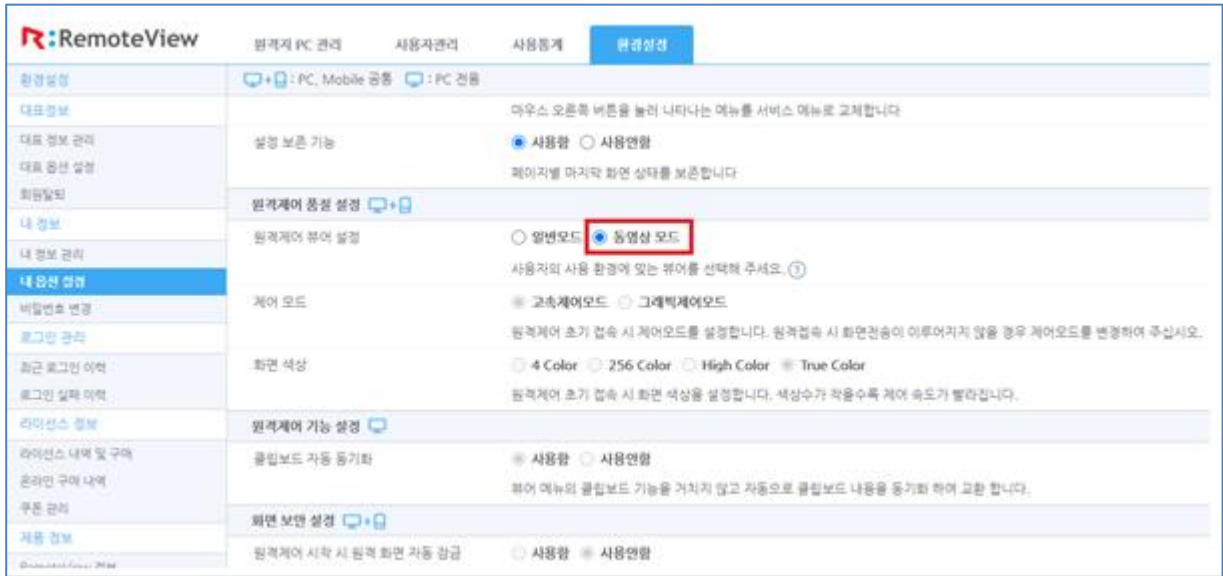 RemoteView
원격지 PC 관리 사용자관리 사용통계 환경설정
환경설정
: PC, Mobile 공통 : PC 전용
대표정보
마우스 오른쪽 버튼을 눌러 나타나는 메뉴를 서비스 메뉴로 교체합니다
대표 정보 관리
설정 보존 기능 사용함 사용안함
대표 옵션 설정
페이지별 마지막 화면 상태를 보존합니다
회원탈퇴
원격제어 품질 설정
내 정보
원격제어 뷰어 설정 일반모드 동영상 모드
내 정보 관리
사용자의 사용 환경에 맞는 뷰어를 선택해 주세요. ?
내 옵션 설정
제어 모드 고속제어모드 그래픽제어모드
비밀번호 변경
원격제어 초기 접속 시 제어모드를 설정합니다. 원격접속 시 화면전송이 이루어지지 않을 경우 제어모드를 변경하여 주십시오.
로그인 관리
최근 로그인 이력
화면 색상 4 Color 256 Color High Color True Color
로그인 실패 이력
원격제어 초기 접속 시 화면 색상을 설정합니다. 색상수가 작을수록 제어 속도가 빨라집니다.
라이선스 정보
원격제어 기능 설정
라이선스 내역 및 구매
클립보드 자동 동기화 사용함 사용안함
온라인 구매 내역
뷰어 메뉴의 클립보드 기능을 거치지 않고 자동으로 클립보드 내용을 동기화 하여 교환 합니다.
쿠폰 관리
화면 보안 설정
제품 정보
원격제어 시작 시 원격 화면 자동 잠금 사용함 사용안함
RemoteView 정보